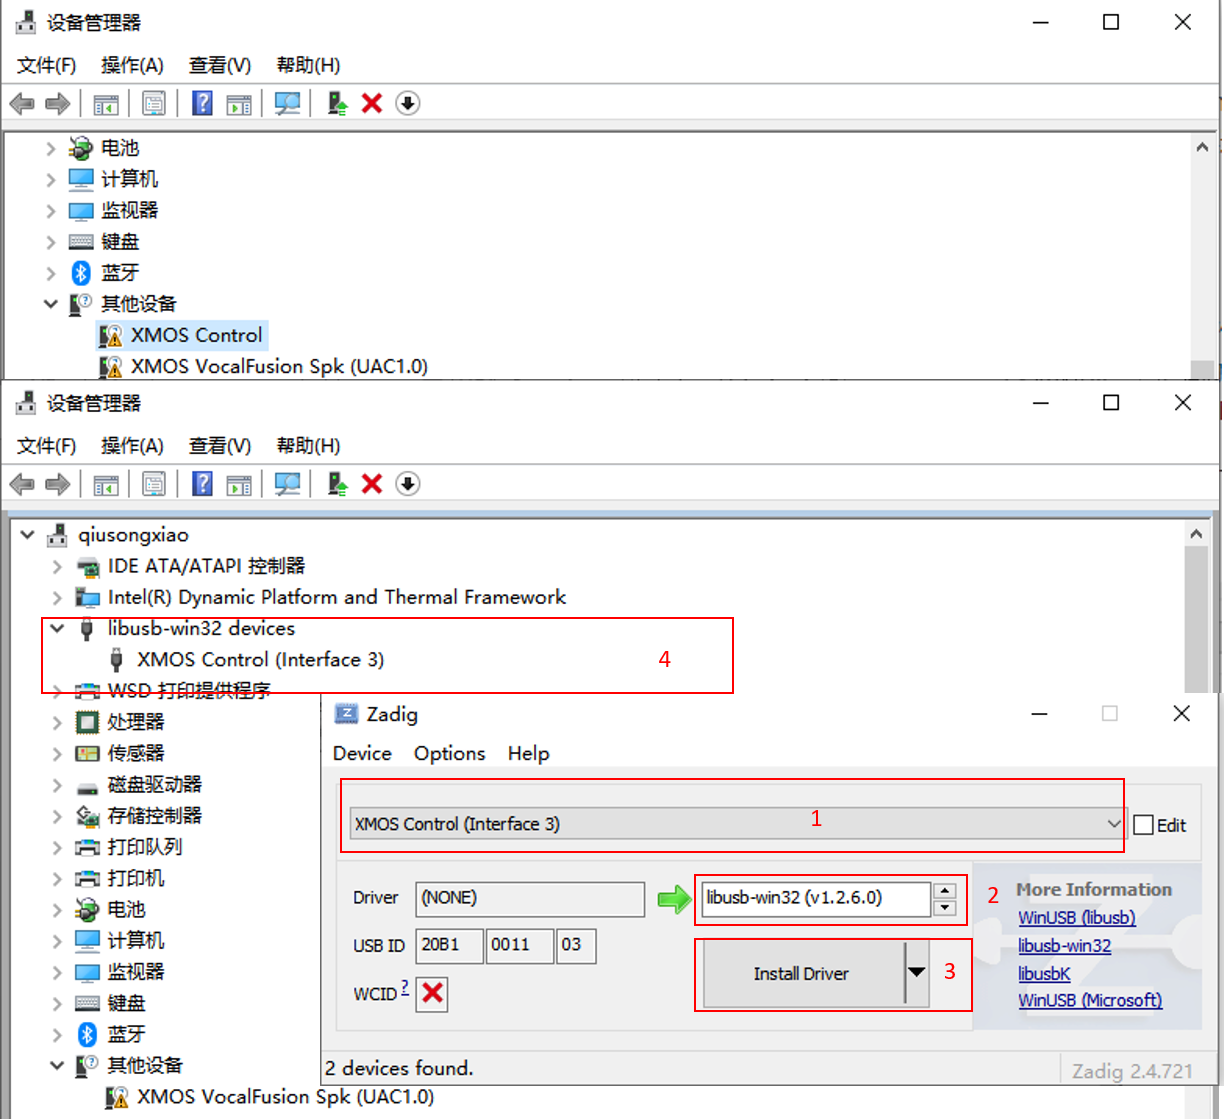 设备管理器
文件(F) 操作(A) 查看(V) 帮助(H)
电池
计算机
监视器
键盘
蓝牙
其他设备
XMOS Control
XMOS VocalFusion Spk (UAC1.0)
设备管理器
文件(F) 操作(A) 查看(V) 帮助(H)
qiusongxiao
IDE ATA/ATAPI 控制器
Intel(R) Dynamic Platform and Thermal Framework
libusb-win32 devices
XMOS Control (Interface 3) 4
WSD 打印提供程序
处理器
传感器
磁盘驱动器
存储控制器
打印队列
打印机
电池
计算机
监视器
键盘
蓝牙
其他设备
XMOS VocalFusion Spk (UAC1.0)
Zadig
Device Options Help
XMOS Control (Interface 3) 1 Edit
Driver (NONE) libusb-win32 (v1.2.6.0) 2
USB ID 20B1 0011 03
WCID ?
Install Driver 3
More Information
WinUSB (libusb)
libusb-win32
libusbK
WinUSB (Microsoft)
2 devices found. Zadig 2.4.721